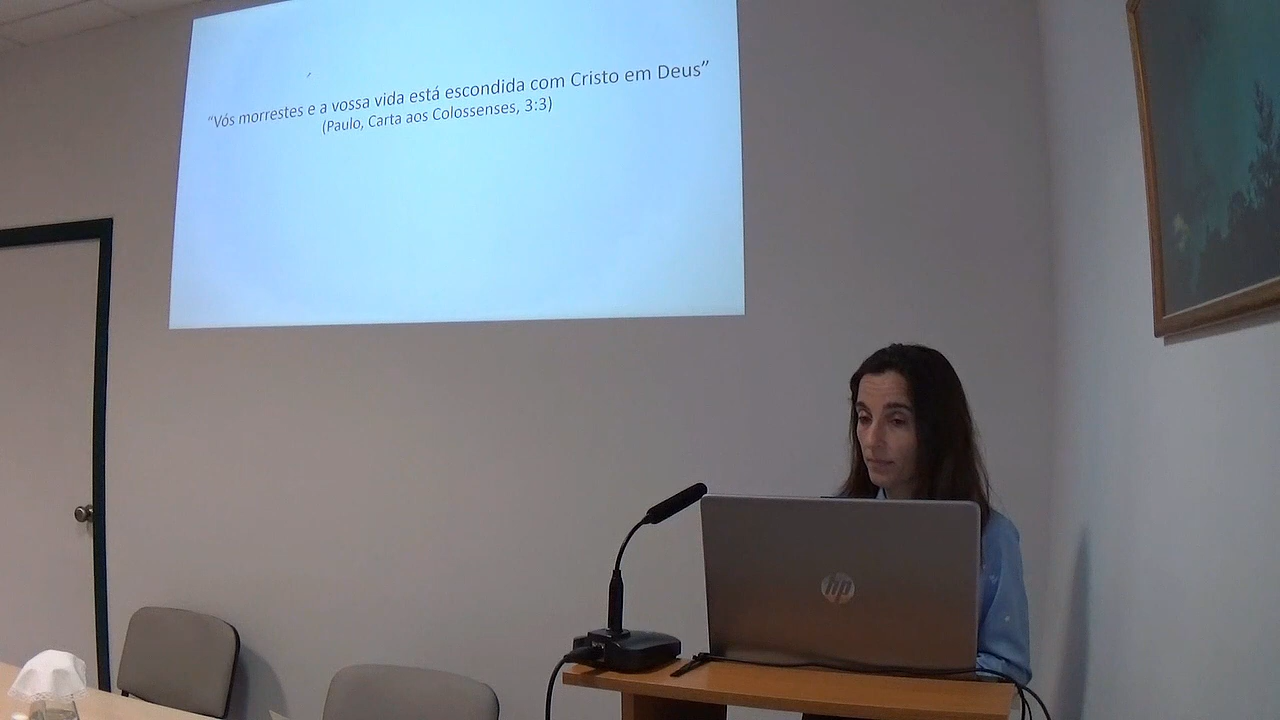 “Vós morrestes e a vossa vida está escondida com Cristo em Deus”
(Paulo, Carta aos Colossenses, 3:3)
hp